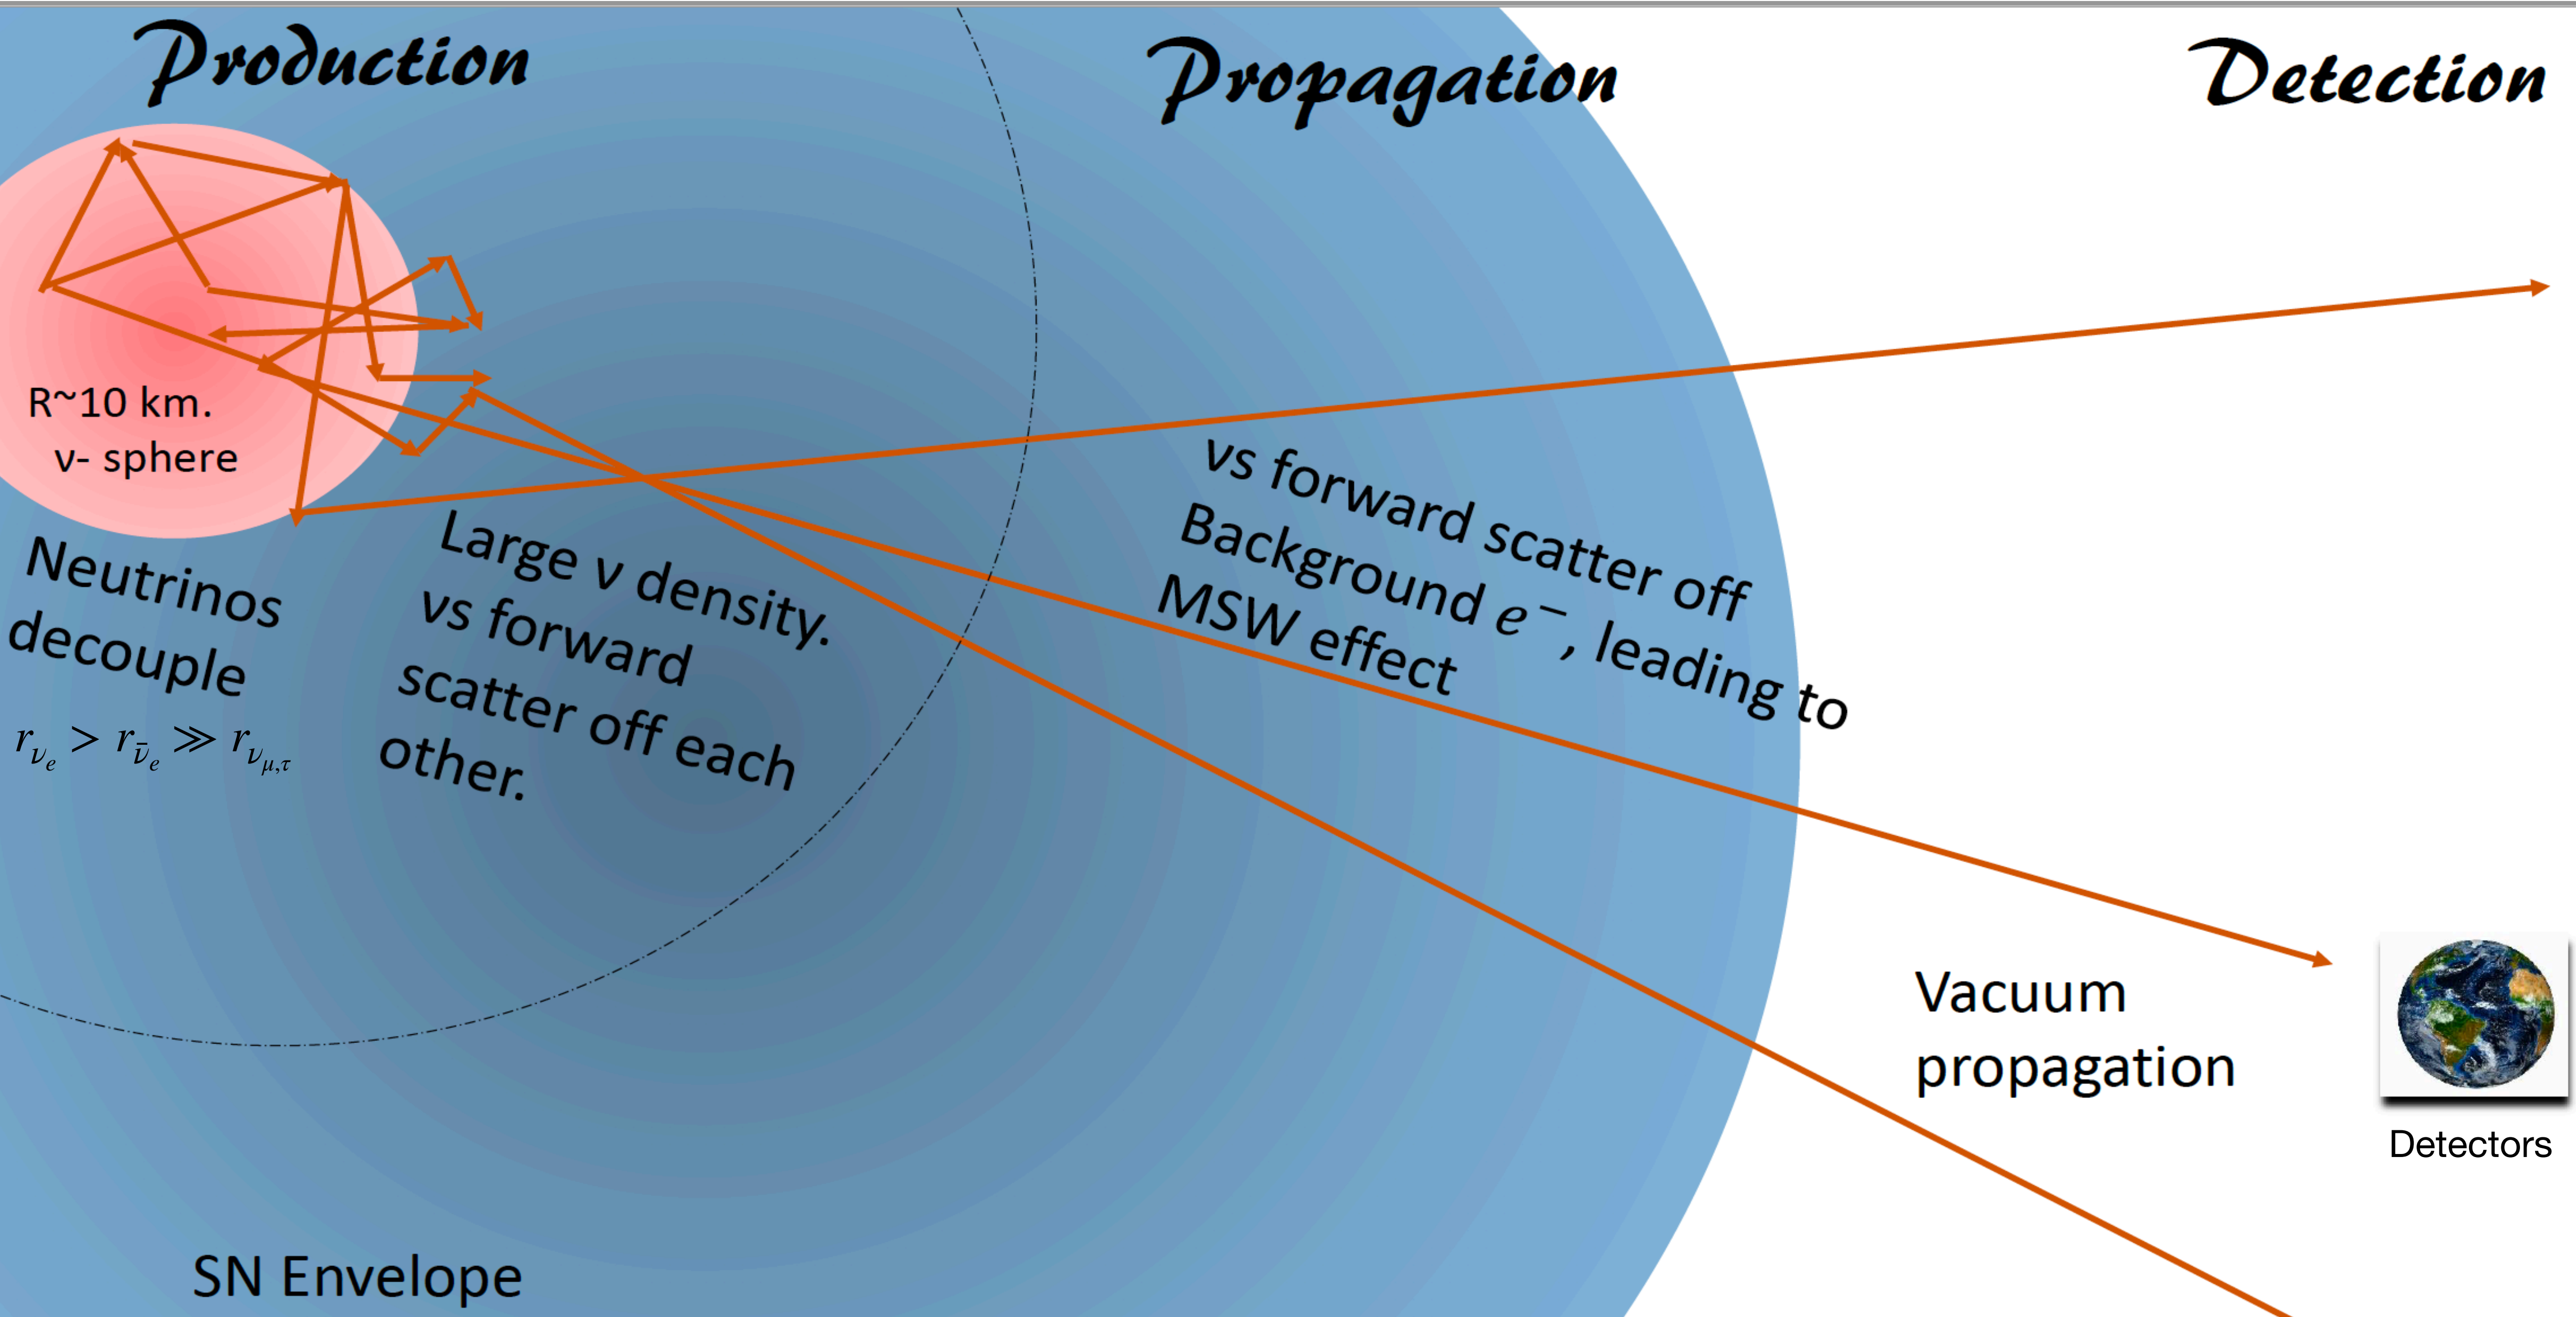 Production
Propagation
Detection
R~10 km.
ν- sphere
Neutrinos
decouple
r_{ν_e} > r_{ν̄_e} ≫ r_{ν_{μ,τ}}
Large ν density.
νs forward
scatter off each
other.
νs forward scatter off
Background e⁻, leading to
MSW effect
Vacuum
propagation
Detectors
SN Envelope